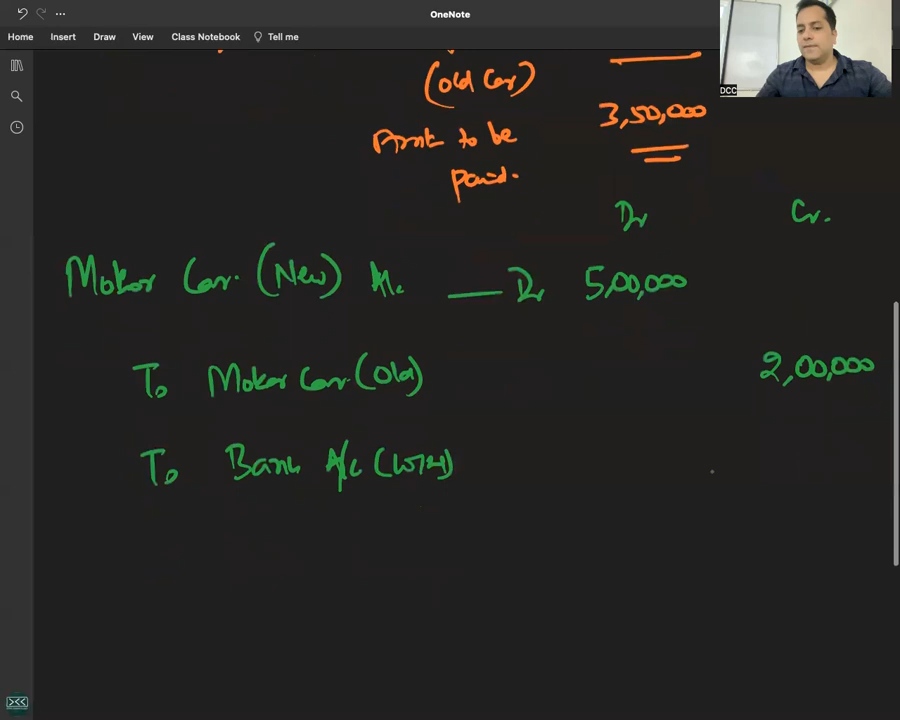 OneNote
Home Insert Draw View Class Notebook Tell me
DCC
(Old Car)
Amt to be 3,50,000
paid.
Dr Cr.
Motor Car. (New) A/c — Dr 5,00,000
To Motor Car. (Old) 2,00,000
To Bank A/c